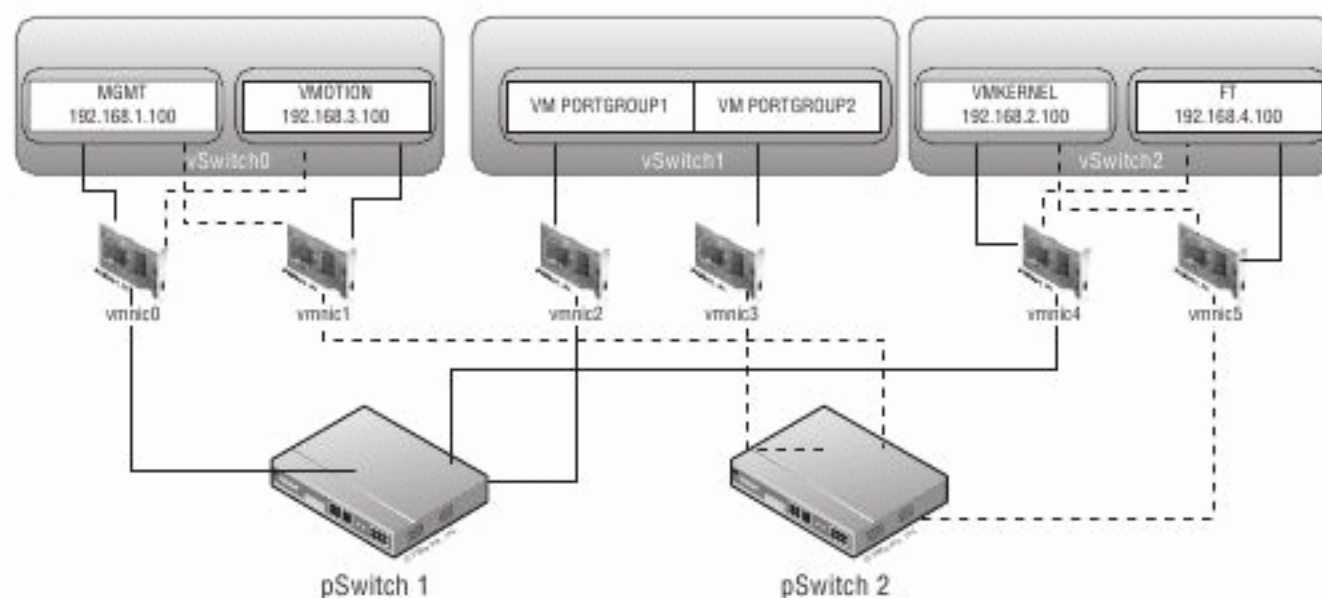 MGMT
192.168.1.100
VMOTION
192.168.3.100
vSwitch0
VM PORTGROUP1
VM PORTGROUP2
vSwitch1
VMKERNEL
192.168.2.100
FT
192.168.4.100
vSwitch2
vmnic0
vmnic1
vmnic2
vmnic3
vmnic4
vmnic5
pSwitch 1
pSwitch 2